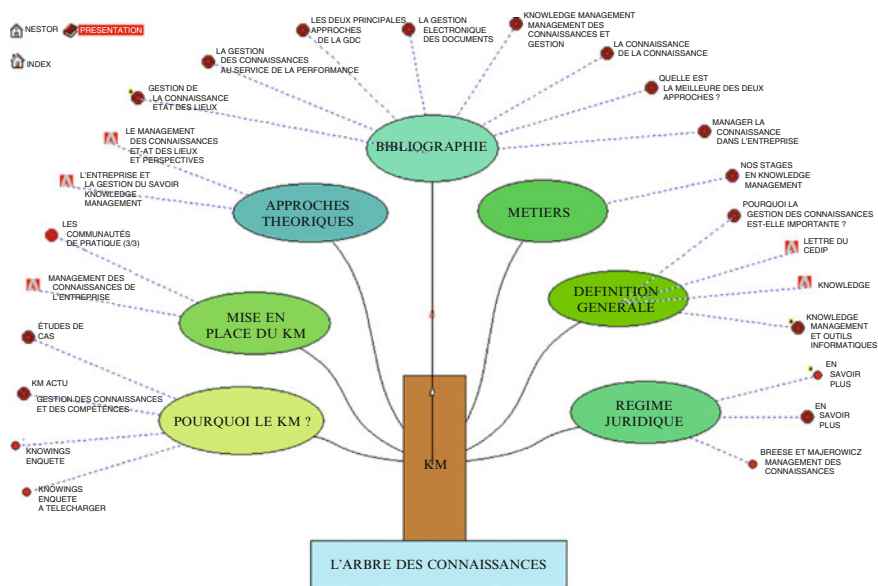 NESTOR
PRESENTATION
INDEX
LES DEUX PRINCIPALES
APPROCHES
DE LA GDC
LA GESTION
ELECTRONIQUE
DES DOCUMENTS
KNOWLEDGE MANAGEMENT
MANAGEMENT DES
CONNAISSANCES ET
GESTION
LA CONNAISSANCE
DE LA CONNAISSANCE
LA GESTION
DES CONNAISSANCES
AU SERVICE DE LA PERFORMANCE
QUELLE EST
LA MEILLEURE DES DEUX
APPROCHES ?
GESTION DE
LA CONNAISSANCE
ETAT DES LIEUX
MANAGER LA
CONNAISSANCE
DANS L'ENTREPRISE
BIBLIOGRAPHIE
LE MANAGEMENT
DES CONNAISSANCES
ET-AT DES LIEUX
ET PERSPECTIVES
L'ENTREPRISE ET
LA GESTION DU SAVOIR
KNOWLEDGE
MANAGEMENT
APPROCHES
THEORIQUES
METIERS
NOS STAGES
EN KNOWLEDGE
MANAGEMENT
POURQUOI LA
GESTION DES CONNAISSANCES
EST-ELLE IMPORTANTE ?
LETTRE DU
CEDIP
KNOWLEDGE
KNOWLEDGE
MANAGEMENT
ET OUTILS
INFORMATIQUES
DEFINITION
GENERALE
LES
COMMUNAUTÉS
DE PRATIQUE (3/3)
MANAGEMENT DES
CONNAISSANCES DE
L'ENTREPRISE
MISE EN
PLACE DU KM
ÉTUDES DE
CAS
KM ACTU
GESTION DES CONNAISSANCES
ET DES COMPÉTENCES
KNOWINGS
ENQUETE
KNOWINGS
ENQUETE
A TELECHARGER
POURQUOI LE KM ?
REGIME
JURIDIQUE
EN
SAVOIR
PLUS
EN
SAVOIR
PLUS
BREESE ET MAJEROWICZ
MANAGEMENT DES
CONNAISSANCES
KM
L'ARBRE DES CONNAISSANCES